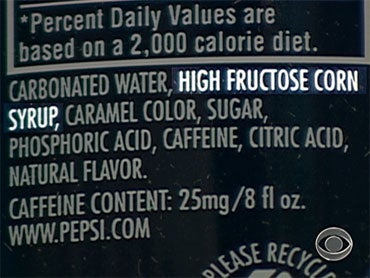 *Percent Daily Values are
based on a 2,000 calorie diet.
CARBONATED WATER, HIGH FRUCTOSE CORN
SYRUP, CARAMEL COLOR, SUGAR,
PHOSPHORIC ACID, CAFFEINE, CITRIC ACID,
NATURAL FLAVOR.
CAFFEINE CONTENT: 25mg/8 fl oz.
WWW.PEPSI.COM
PLEASE RECYCLE